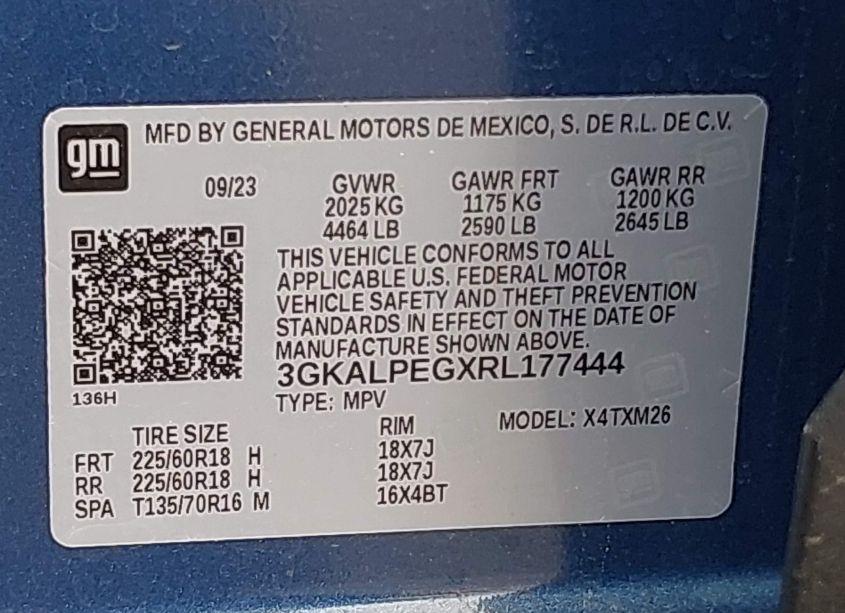 gm
MFD BY GENERAL MOTORS DE MEXICO, S. DE R.L. DE C.V.
09/23 GVWR GAWR FRT GAWR RR
2025 KG 1175 KG 1200 KG
4464 LB 2590 LB 2645 LB
THIS VEHICLE CONFORMS TO ALL
APPLICABLE U.S. FEDERAL MOTOR
VEHICLE SAFETY AND THEFT PREVENTION
STANDARDS IN EFFECT ON THE DATE OF
MANUFACTURE SHOWN ABOVE.
3GKALPEGXRL177444
136H
TYPE: MPV
MODEL: X4TXM26
TIRE SIZE RIM
FRT 225/60R18 H 18X7J
RR 225/60R18 H 18X7J
SPA T135/70R16 M 16X4BT